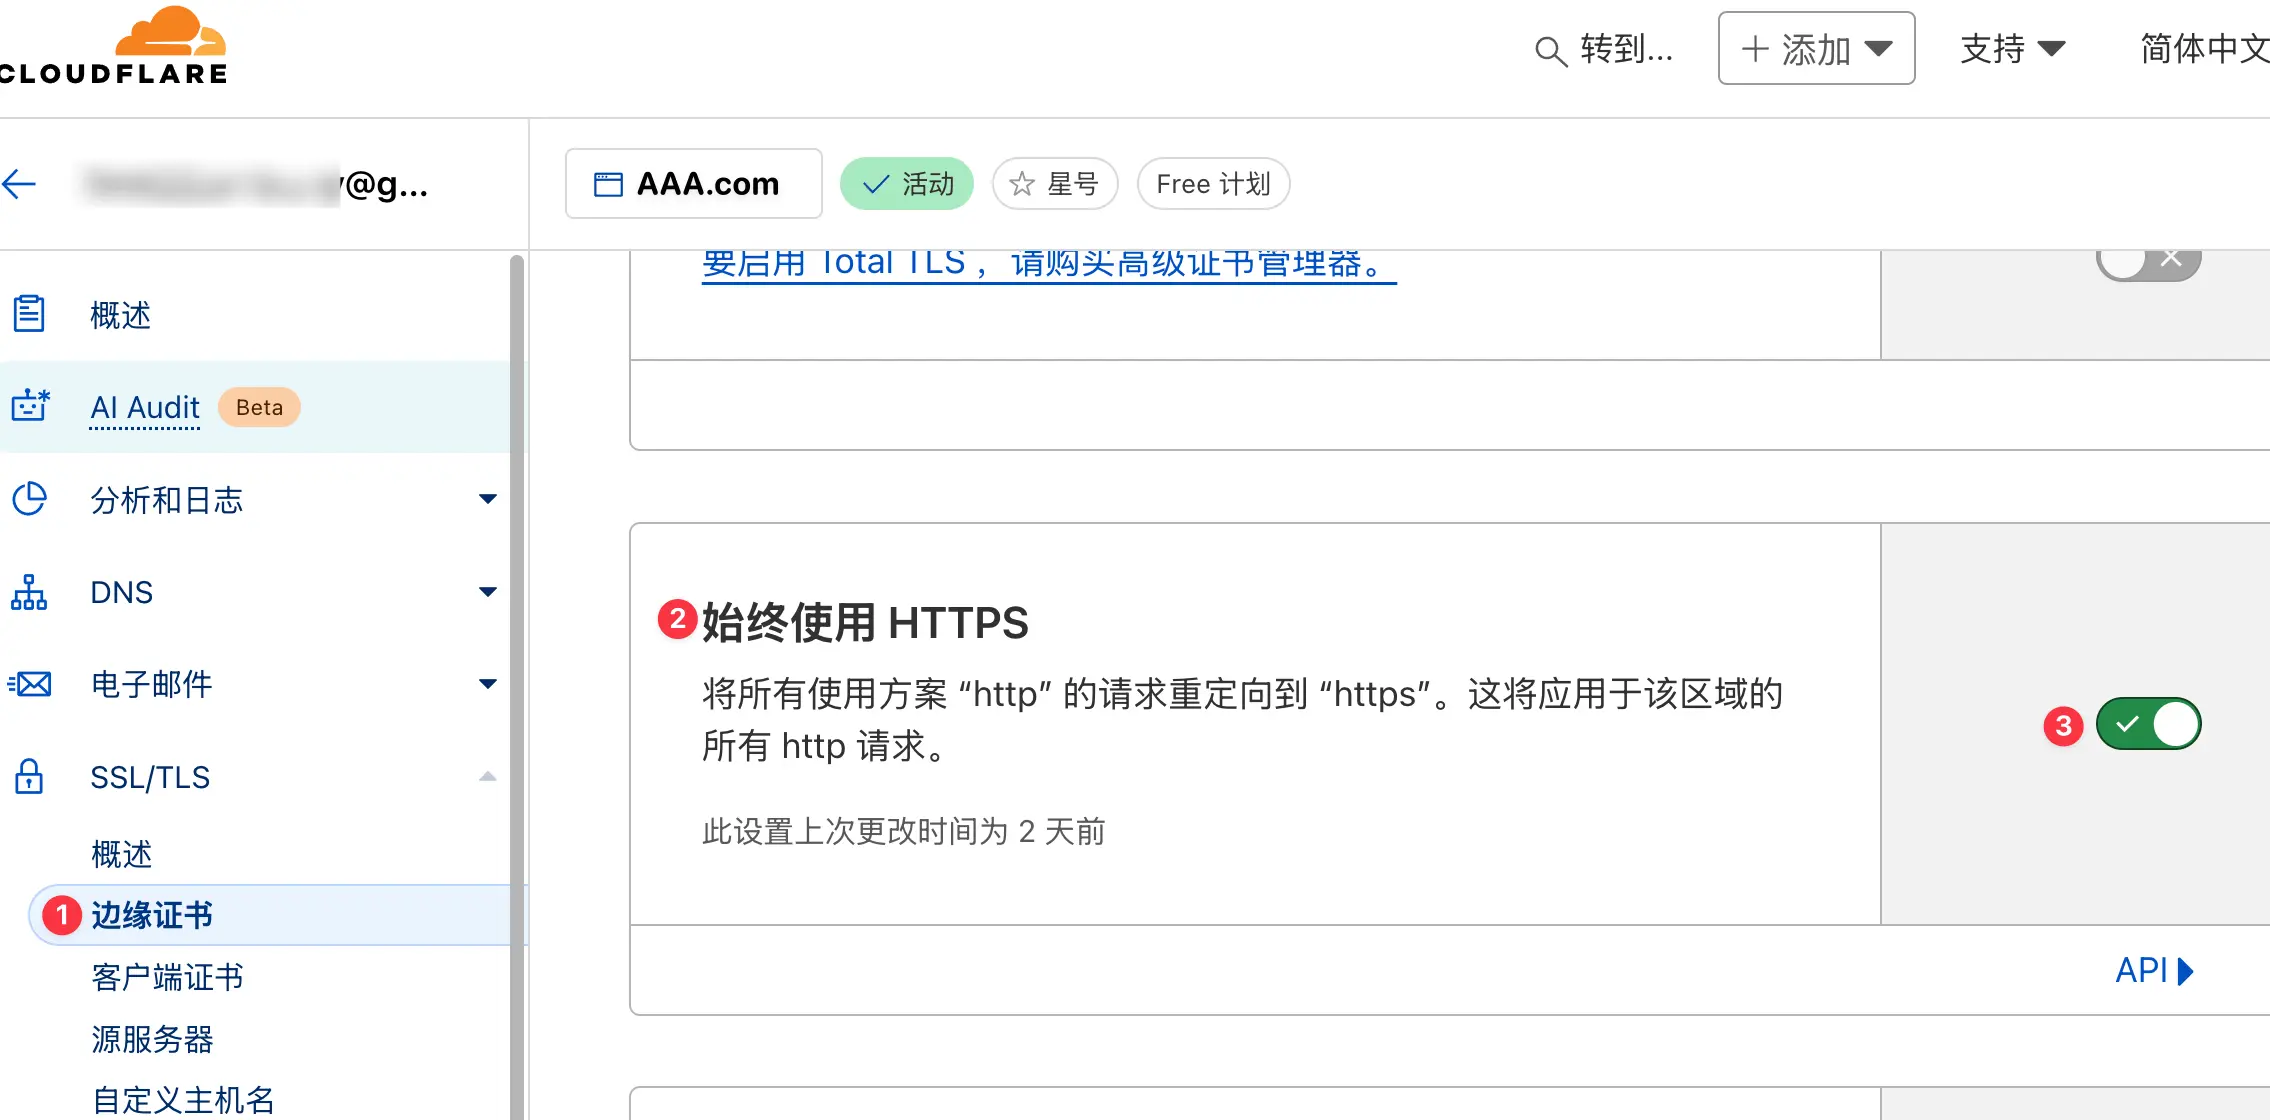 CLOUDFLARE
转到...
添加
支持
简体中文
y@g...
AAA.com
活动
星号
Free 计划
概述
AI Audit Beta
分析和日志
DNS
电子邮件
SSL/TLS
概述
1 边缘证书
客户端证书
源服务器
自定义主机名
要启用 Total TLS，请购买高级证书管理器。
2 始终使用 HTTPS
将所有使用方案 “http” 的请求重定向到 “https”。这将应用于该区域的
所有 http 请求。
此设置上次更改时间为 2 天前
3
API